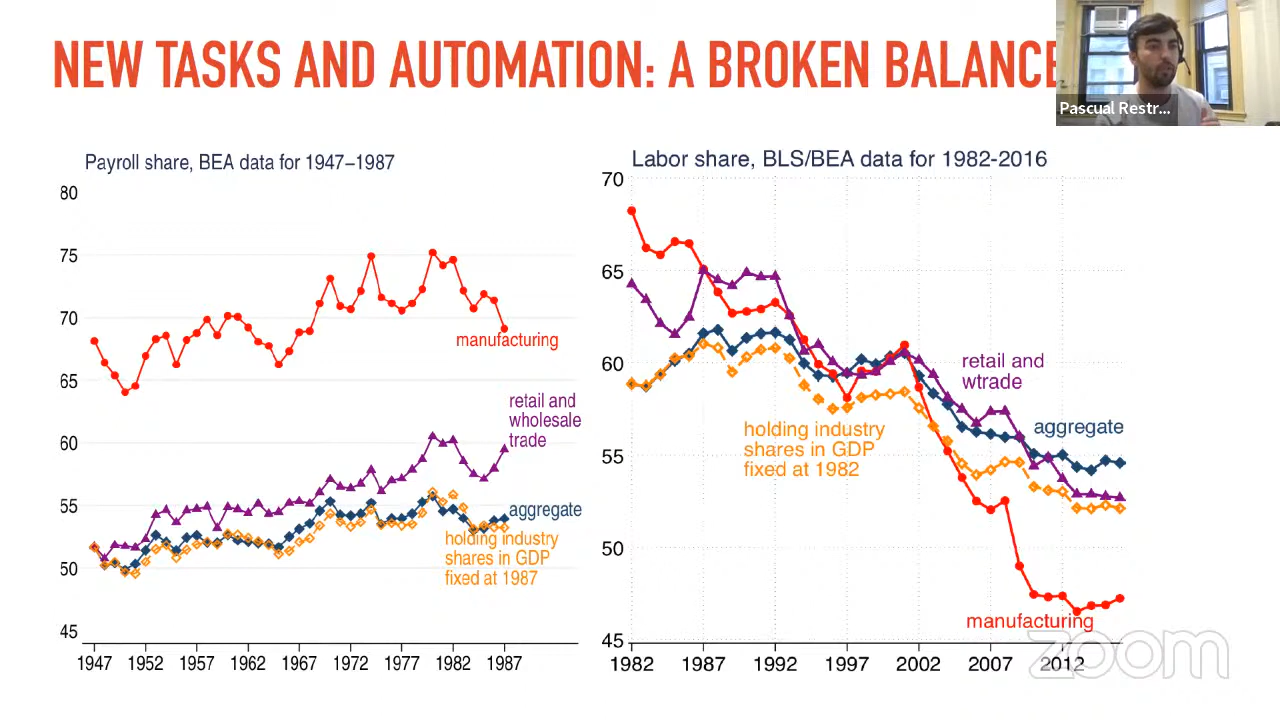 NEW TASKS AND AUTOMATION: A BROKEN BALANCE
Pascual Restr...
Payroll share, BEA data for 1947–1987
80
75
70
65
60
55
50
45
manufacturing
retail and
wholesale
trade
aggregate
holding industry
shares in GDP
fixed at 1987
1947 1952 1957 1962 1967 1972 1977 1982 1987
Labor share, BLS/BEA data for 1982-2016
70
65
60
55
50
45
retail and
wtrade
aggregate
holding industry
shares in GDP
fixed at 1982
manufacturing
1982 1987 1992 1997 2002 2007 2012
zoom